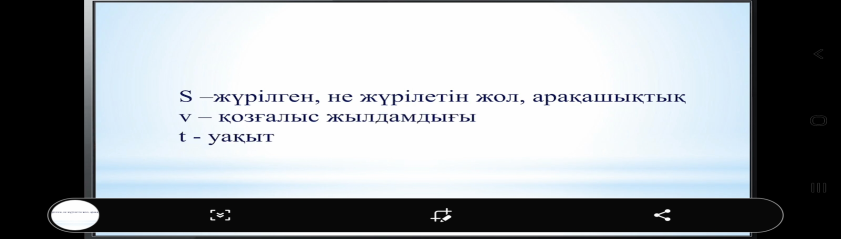 S –жүрілген, не жүрілетін жол, арақашықтық
v – қозғалыс жылдамдығы
t - уақыт